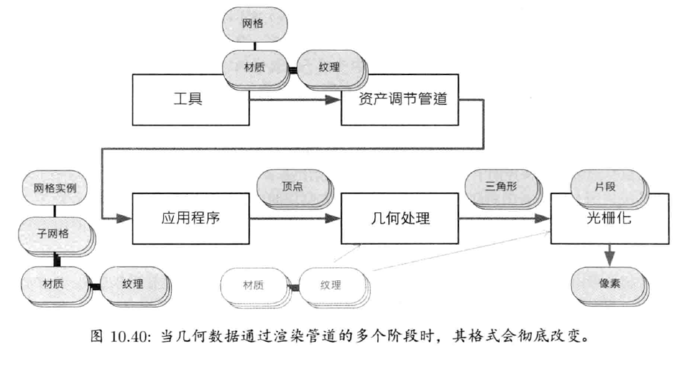 网格
材质
纹理
工具
资产调节管道
网格实例
子网格
材质
纹理
应用程序
顶点
几何处理
三角形
片段
光栅化
材质
纹理
像素
图 10.40: 当几何数据通过渲染管道的多个阶段时，其格式会彻底改变。